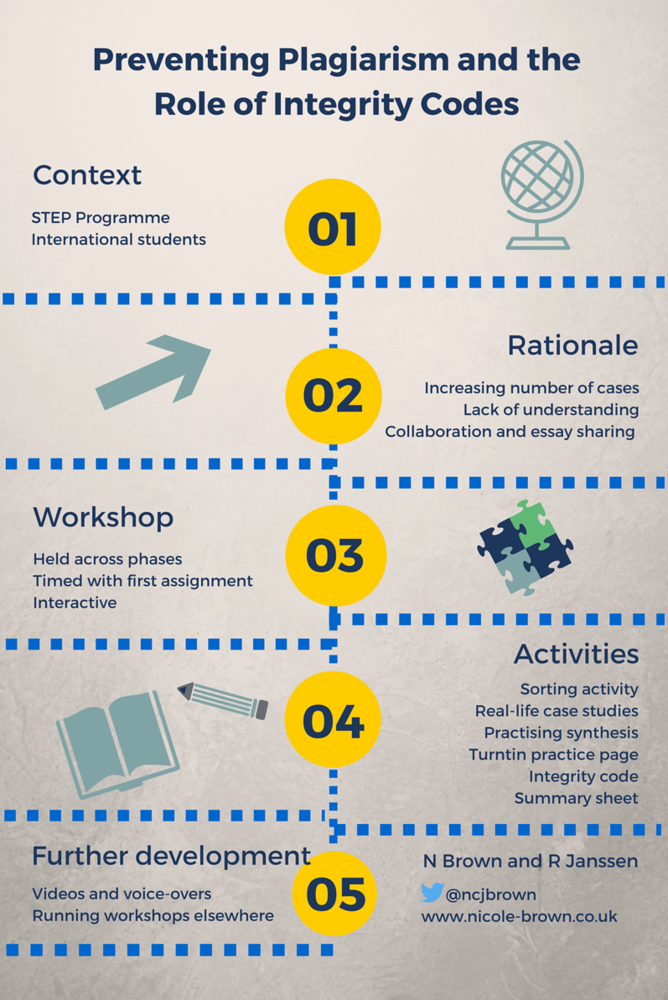 Preventing Plagiarism and the
Role of Integrity Codes
Context
STEP Programme
International students
01
Rationale
02
Increasing number of cases
Lack of understanding
Collaboration and essay sharing
Workshop
Held across phases
Timed with first assignment
Interactive
03
Activities
04
Sorting activity
Real-life case studies
Practising synthesis
Turntin practice page
Integrity code
Summary sheet
Further development
Videos and voice-overs
Running workshops elsewhere
05
N Brown and R Janssen
@ncjbrown
www.nicole-brown.co.uk